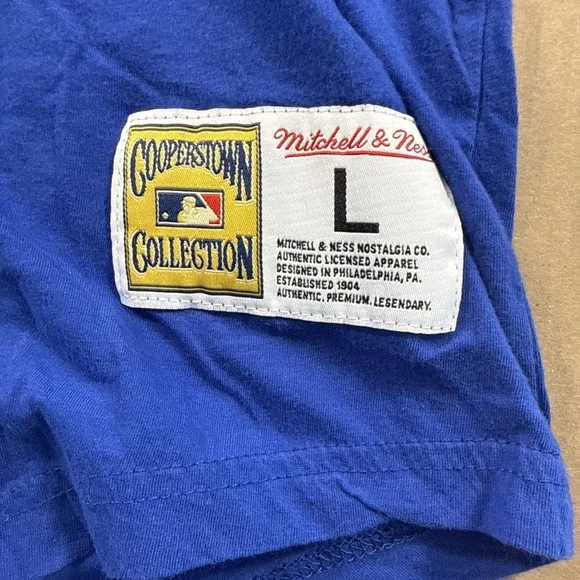 COOPERSTOWN
COLLECTION
Mitchell & Ness
L
MITCHELL & NESS NOSTALGIA CO.
AUTHENTIC LICENSED APPAREL
DESIGNED IN PHILADELPHIA, PA.
ESTABLISHED 1904
AUTHENTIC. PREMIUM. LEGENDARY.